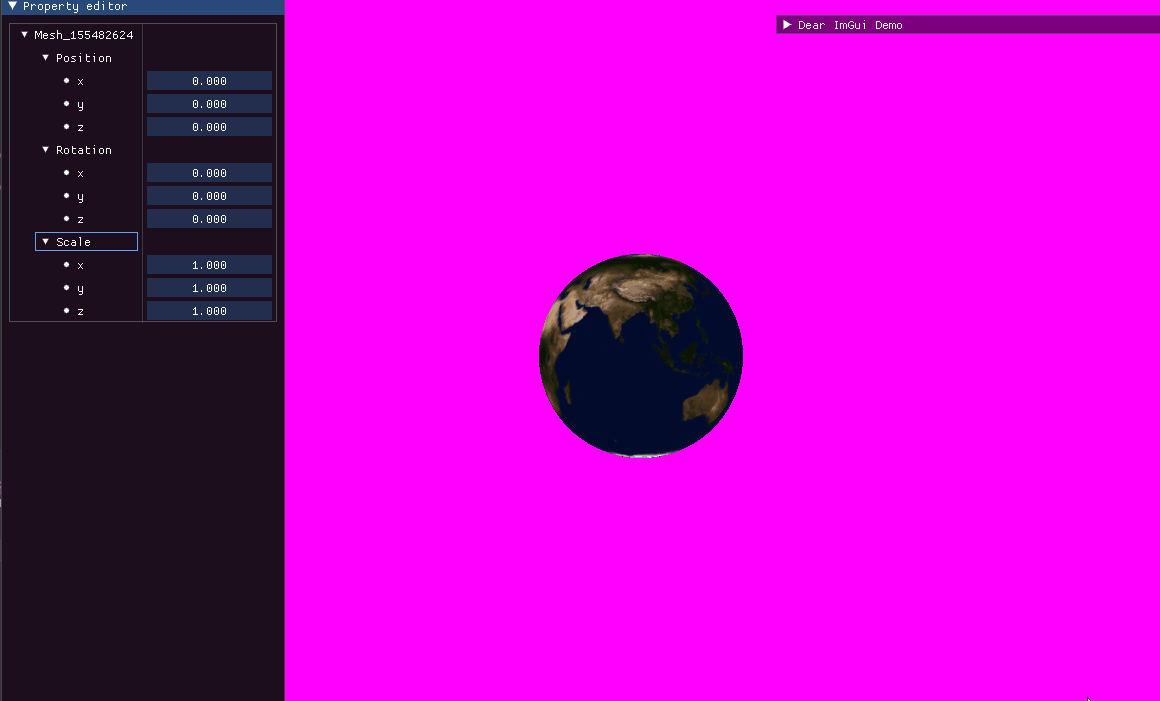 Property editor
Dear ImGui Demo
Mesh_155482624
Position
x 0.000
y 0.000
z 0.000
Rotation
x 0.000
y 0.000
z 0.000
Scale
x 1.000
y 1.000
z 1.000